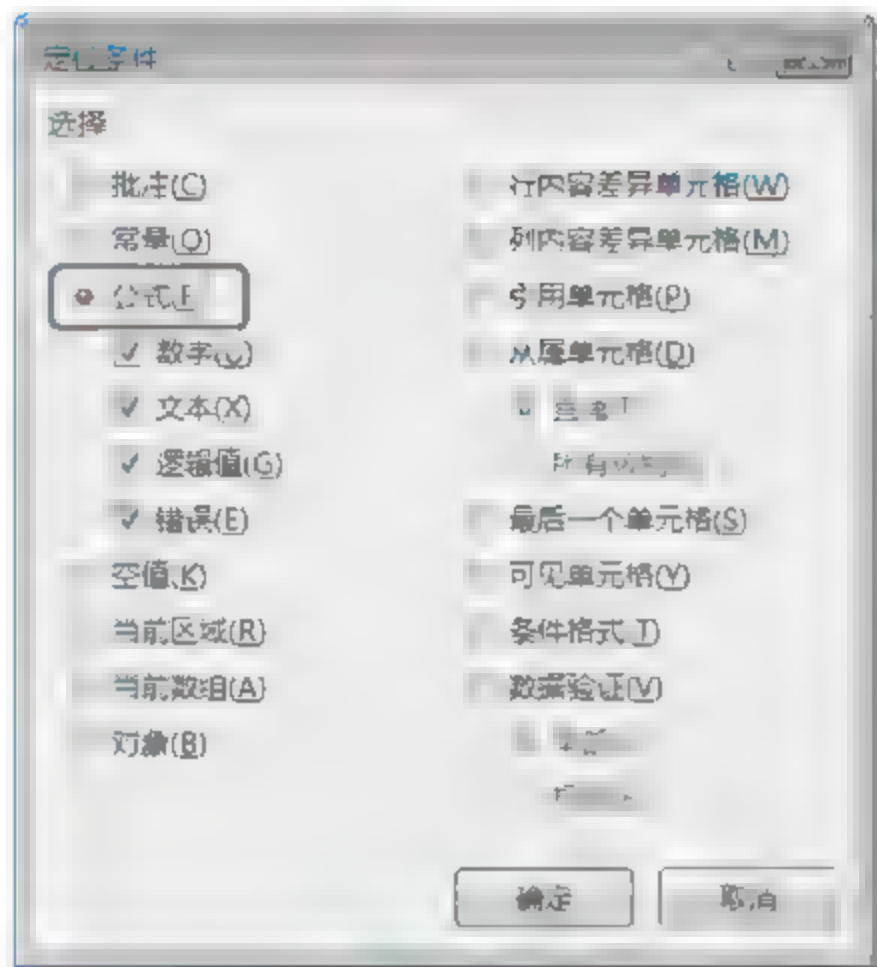 定位条件
选择
批注(C)
常量(O)
公式(F)
数字(U)
文本(X)
逻辑值(G)
错误(E)
空值(K)
当前区域(R)
当前数组(A)
对象(B)
行内容差异单元格(W)
列内容差异单元格(M)
引用单元格(P)
从属单元格(D)
最后一个单元格(S)
可见单元格(Y)
条件格式(T)
数据验证(V)
确定
取消